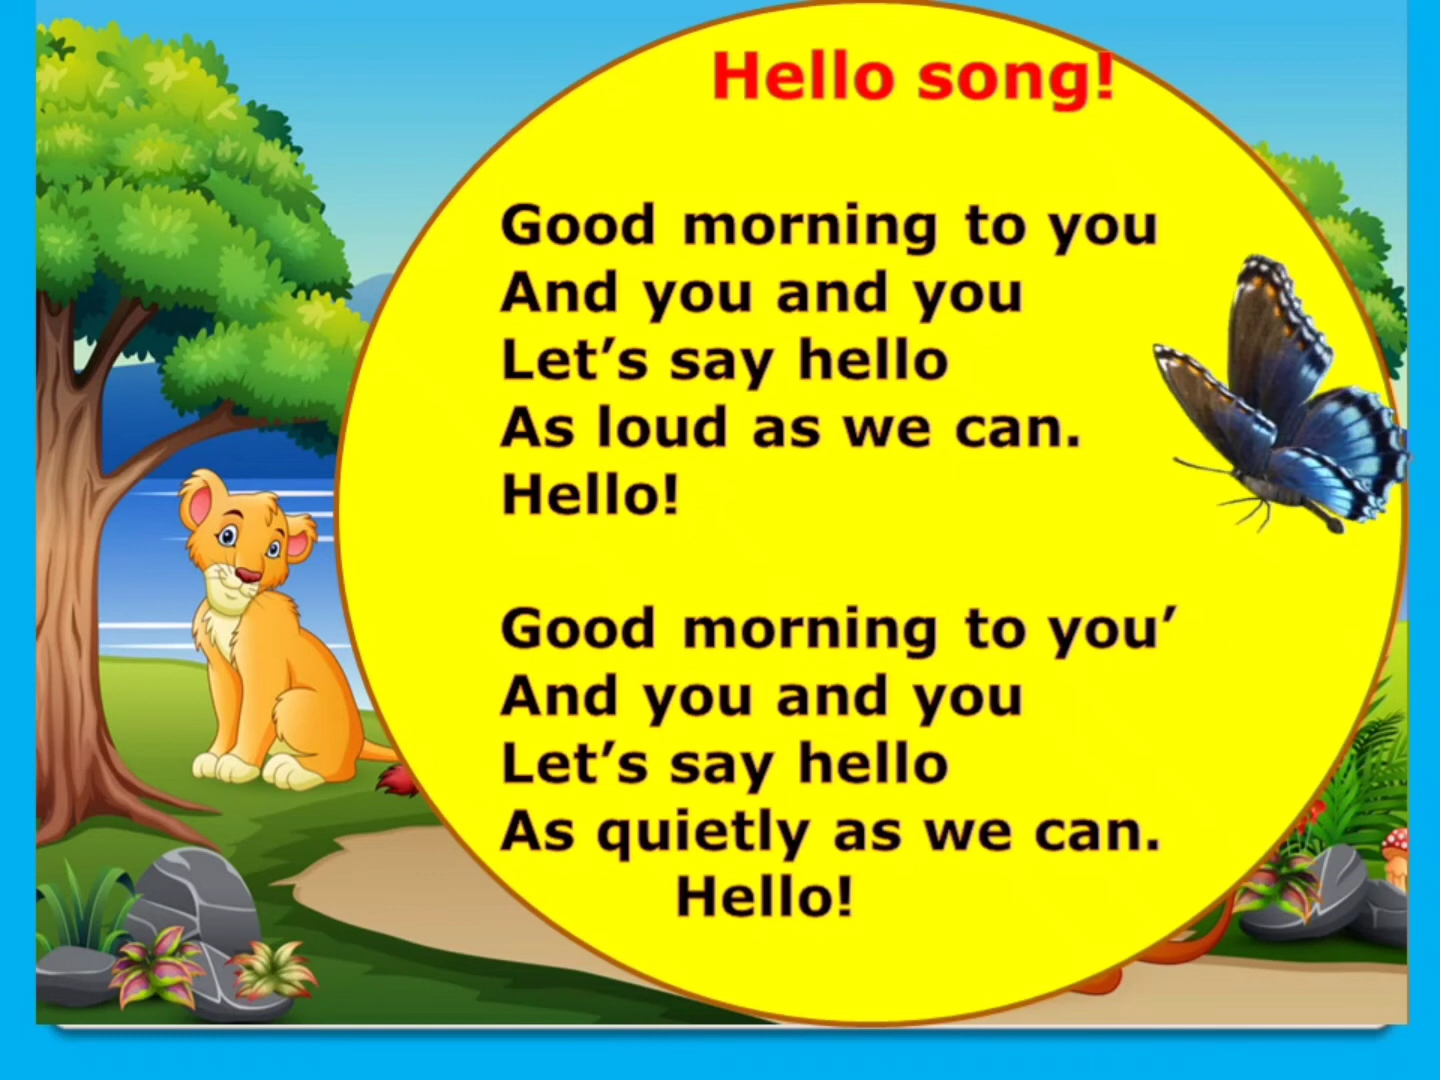 Hello song!
Good morning to you
And you and you
Let’s say hello
As loud as we can.
Hello!
Good morning to you’
And you and you
Let’s say hello
As quietly as we can.
Hello!